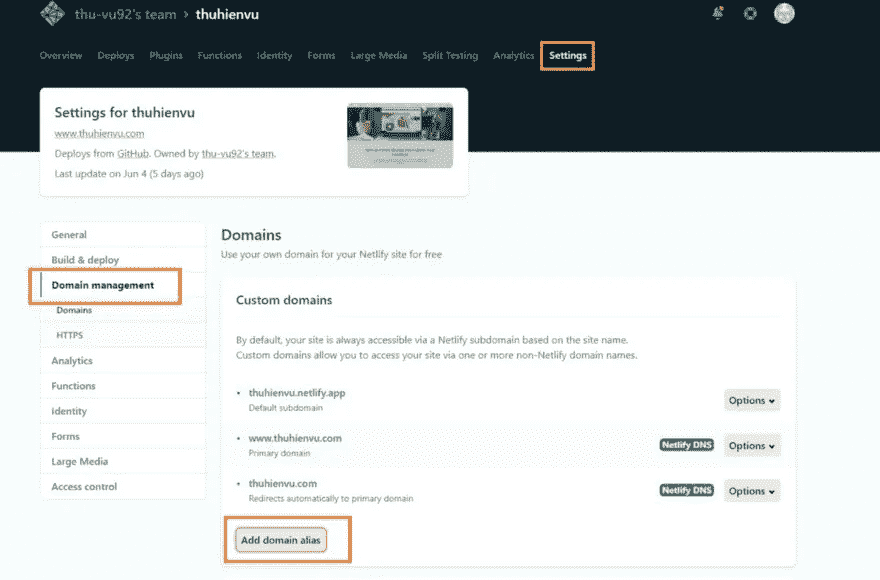 thu-vu92's team > thuhienvu
Overview Deploys Plugins Functions Identity Forms Large Media Split Testing Analytics Settings
Settings for thuhienvu
www.thuhienvu.com
Deploys from GitHub. Owned by thu-vu92's team.
Last update on Jun 4 (5 days ago)
General
Build & deploy
Domain management
Domains
HTTPS
Analytics
Functions
Identity
Forms
Large Media
Access control
Domains
Use your own domain for your Netlify site for free
Custom domains
By default, your site is always accessible via a Netlify subdomain based on the site name.
Custom domains allow you to access your site via one or more non-Netlify domain names.
• thuhienvu.netlify.app
Default subdomain
Options
• www.thuhienvu.com
Primary domain
Netlify DNS Options
• thuhienvu.com
Redirects automatically to primary domain
Netlify DNS Options
Add domain alias